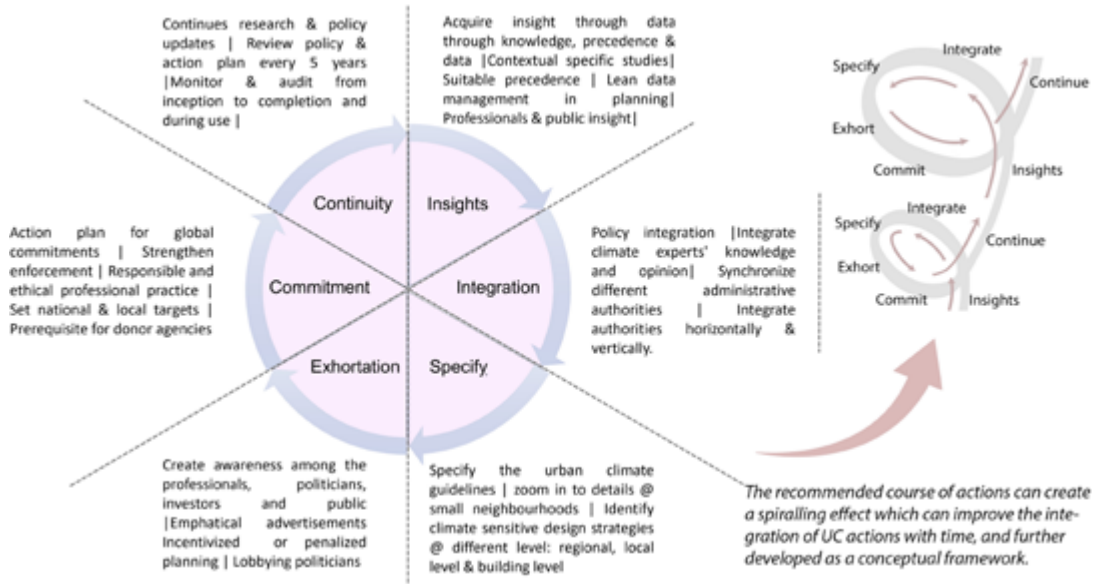 Continues research & policy
updates | Review policy &
action plan every 5 years
|Monitor & audit from
inception to completion and
during use |
Acquire insight through data
through knowledge, precedence &
data |Contextual specific studies|
Suitable precedence | Lean data
management in planning|
Professionals & public insight|
Continuity
Insights
Commitment
Integration
Exhortation
Specify
Action plan for global
commitments | Strengthen
enforcement | Responsible and
ethical professional practice |
Set national & local targets |
Prerequisite for donor agencies
Policy integration |Integrate
climate experts' knowledge
and opinion| Synchronize
different administrative
authorities | Integrate
authorities horizontally &
vertically.
Create awareness among the
professionals, politicians,
investors and public
|Emphatical advertisements
Incentivized or penalized
planning | Lobbying politicians
Specify the urban climate
guidelines | zoom in to details @
small neighbourhoods | Identify
climate sensitive design strategies
@ different level: regional, local
level & building level
Integrate
Specify
Continue
Exhort
Commit
Insights
Integrate
Specify
Continue
Exhort
Commit
Insights
The recommended course of actions can create
a spiralling effect which can improve the inte-
gration of UC actions with time, and further
developed as a conceptual framework.